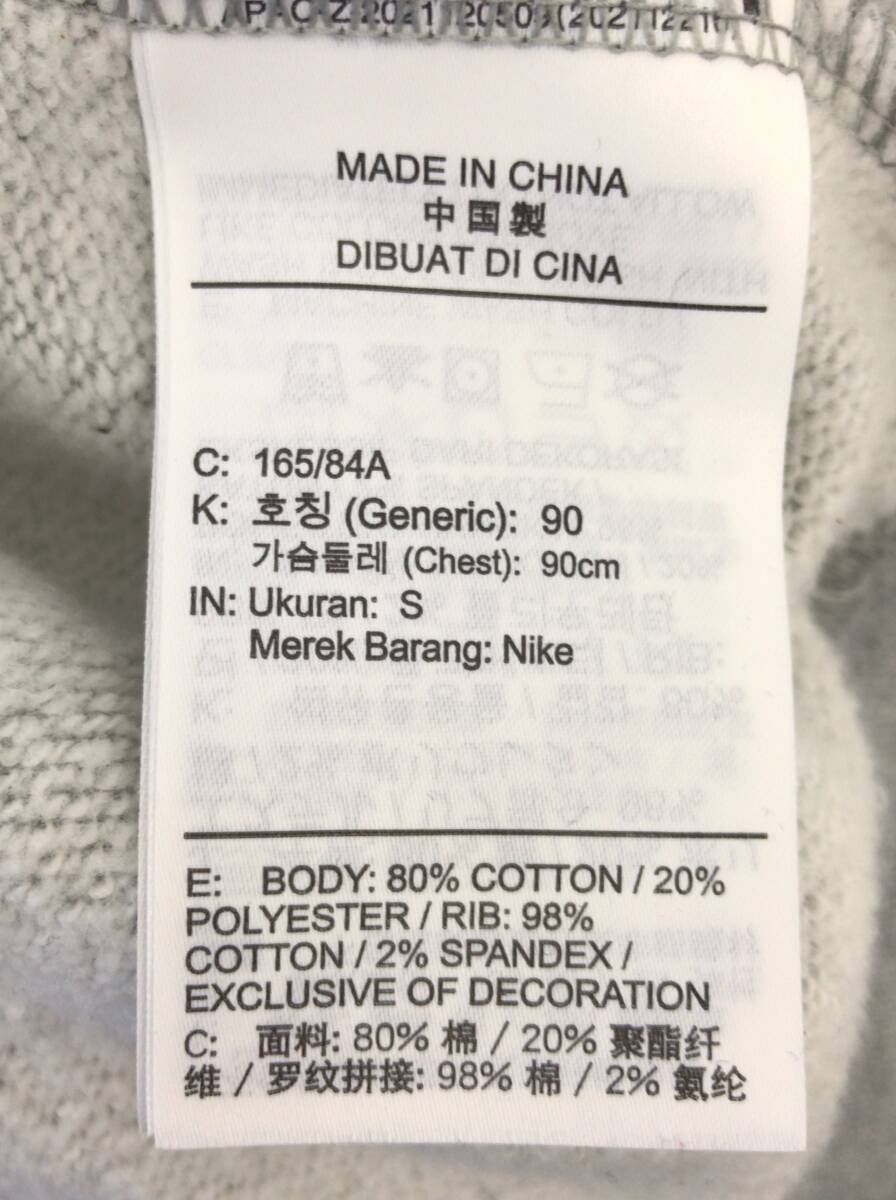 MADE IN CHINA
中国製
DIBUAT DI CINA
C: 165/84A
K: 호칭 (Generic): 90
가슴둘레 (Chest): 90cm
IN: Ukuran: S
Merek Barang: Nike
E: BODY: 80% COTTON / 20%
POLYESTER / RIB: 98%
COTTON / 2% SPANDEX /
EXCLUSIVE OF DECORATION
C: 面料: 80% 棉 / 20% 聚酯纤
维 / 罗纹拼接: 98% 棉 / 2% 氨纶